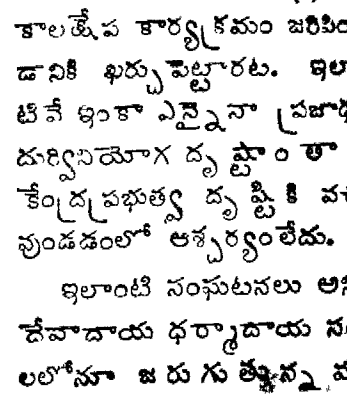 కాలక్షేప కార్యక్రమం జరిపిం
డానికి ఖర్చు పెట్టారట. ఇలా
టివే ఇంకా ఎన్నైనా ప్రజాధ
దుర్వినియోగ దృష్టాంతా
కేంద్రప్రభుత్వ దృష్టికి వ
వుండడంలో ఆశ్చర్యంలేదు.
ఇలాంటి సంఘటనలు అ
దేవాదాయ ధర్మాదాయ న
లలోనూ జరుగుతున్న వ